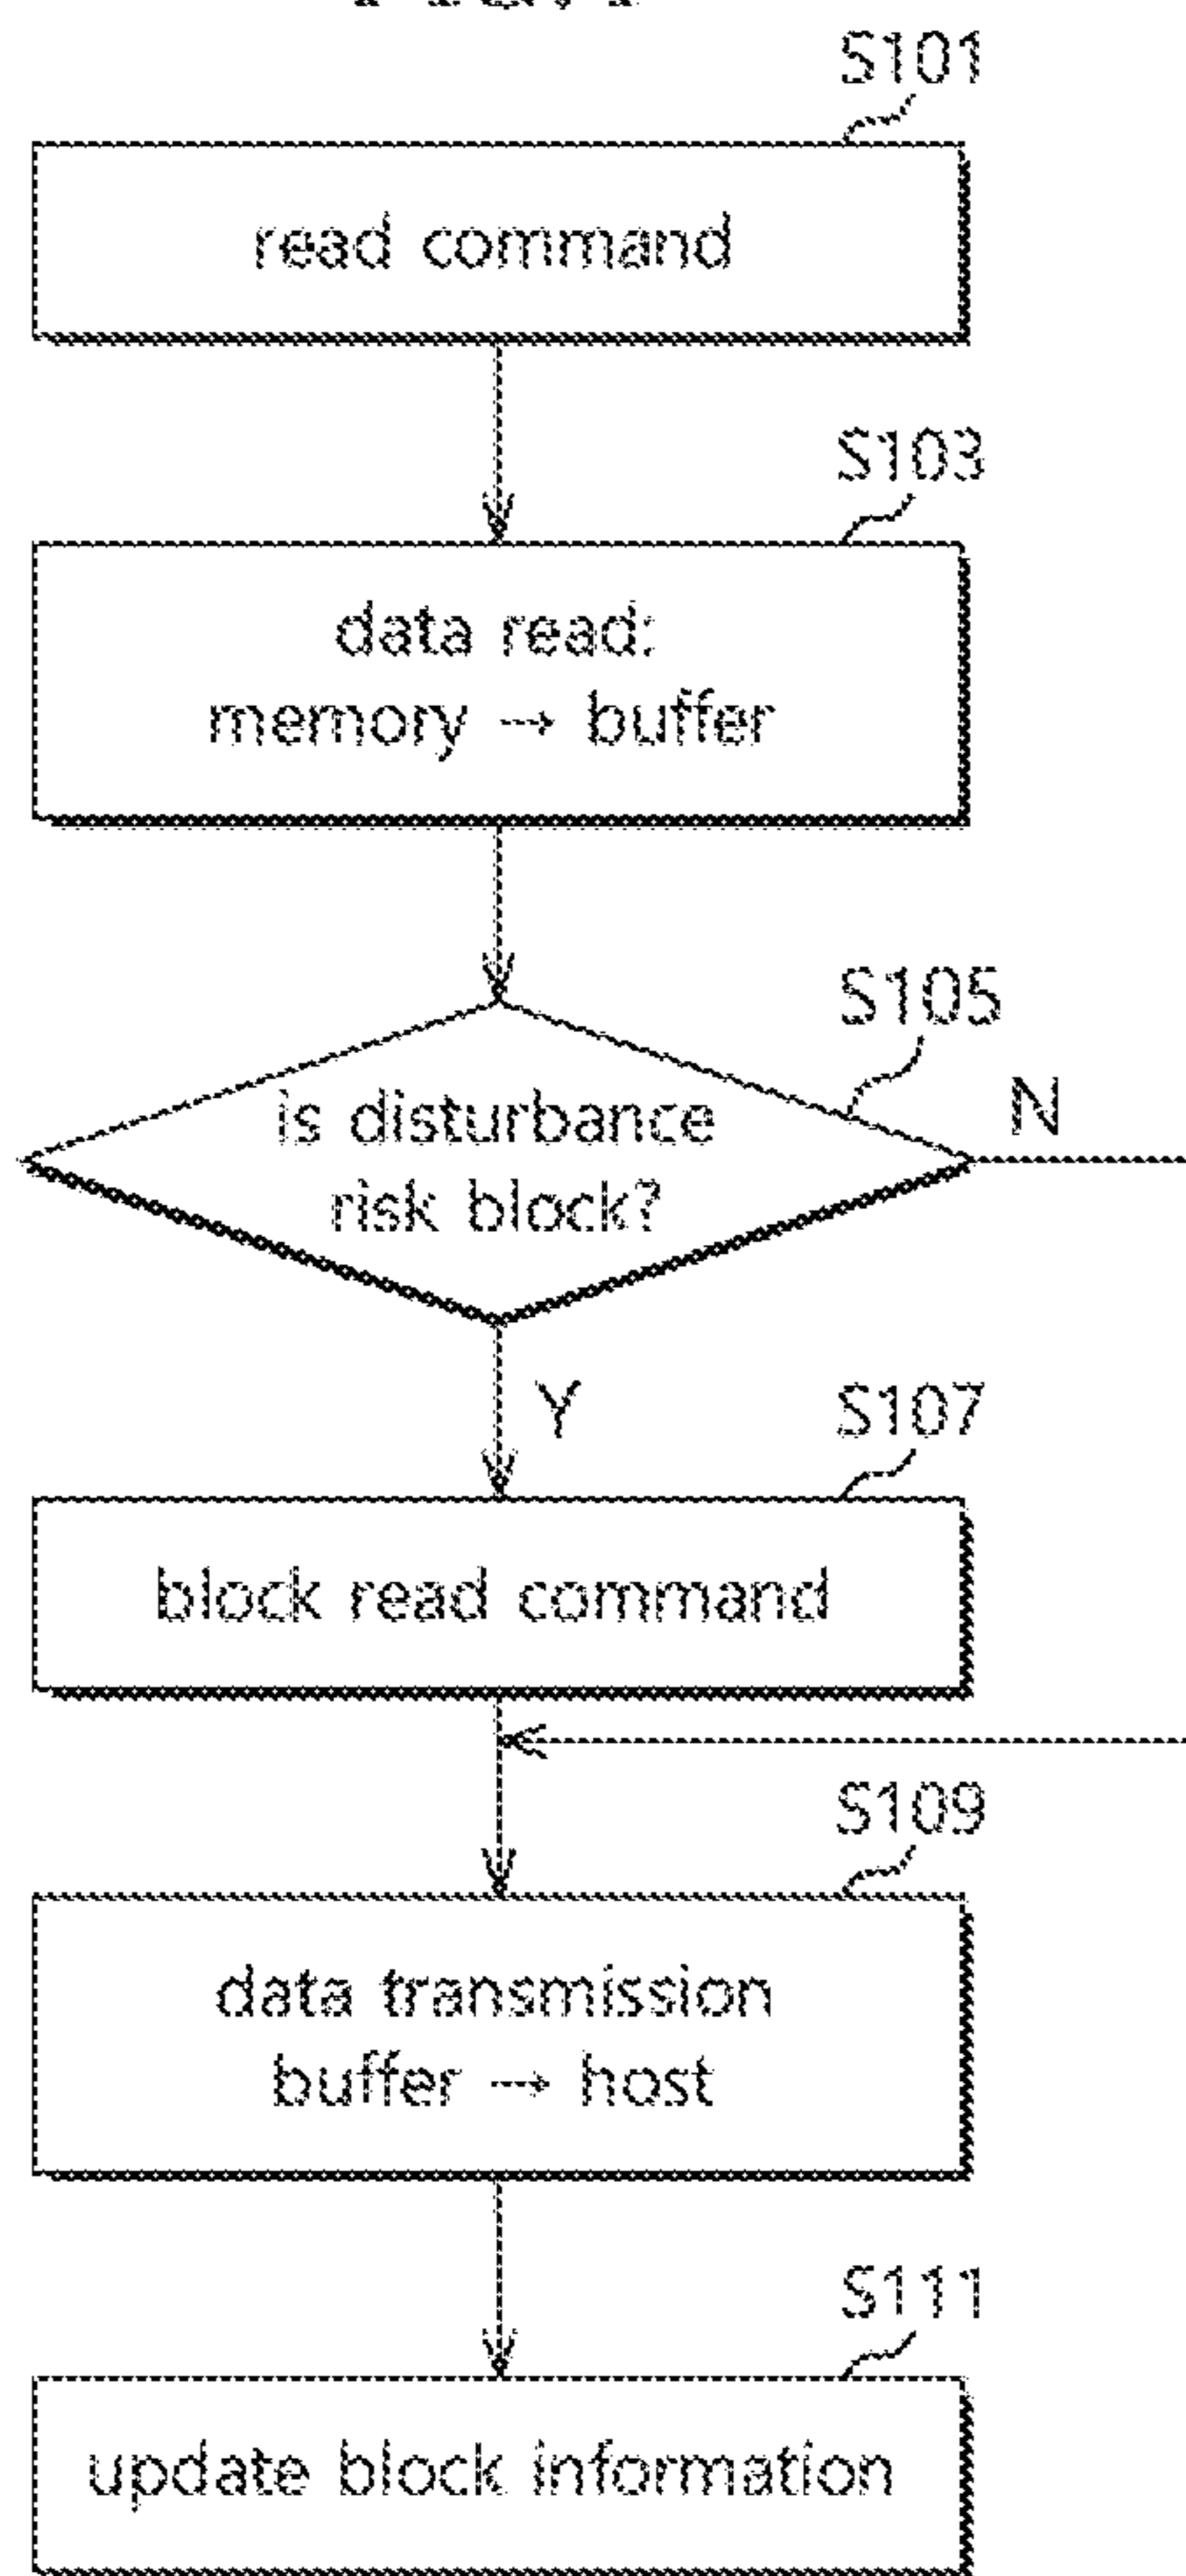 S101
read command
S103
data read:
memory → buffer
S105
is disturbance
risk block?
N
Y
S107
block read command
S109
data transmission
buffer → host
S111
update block information